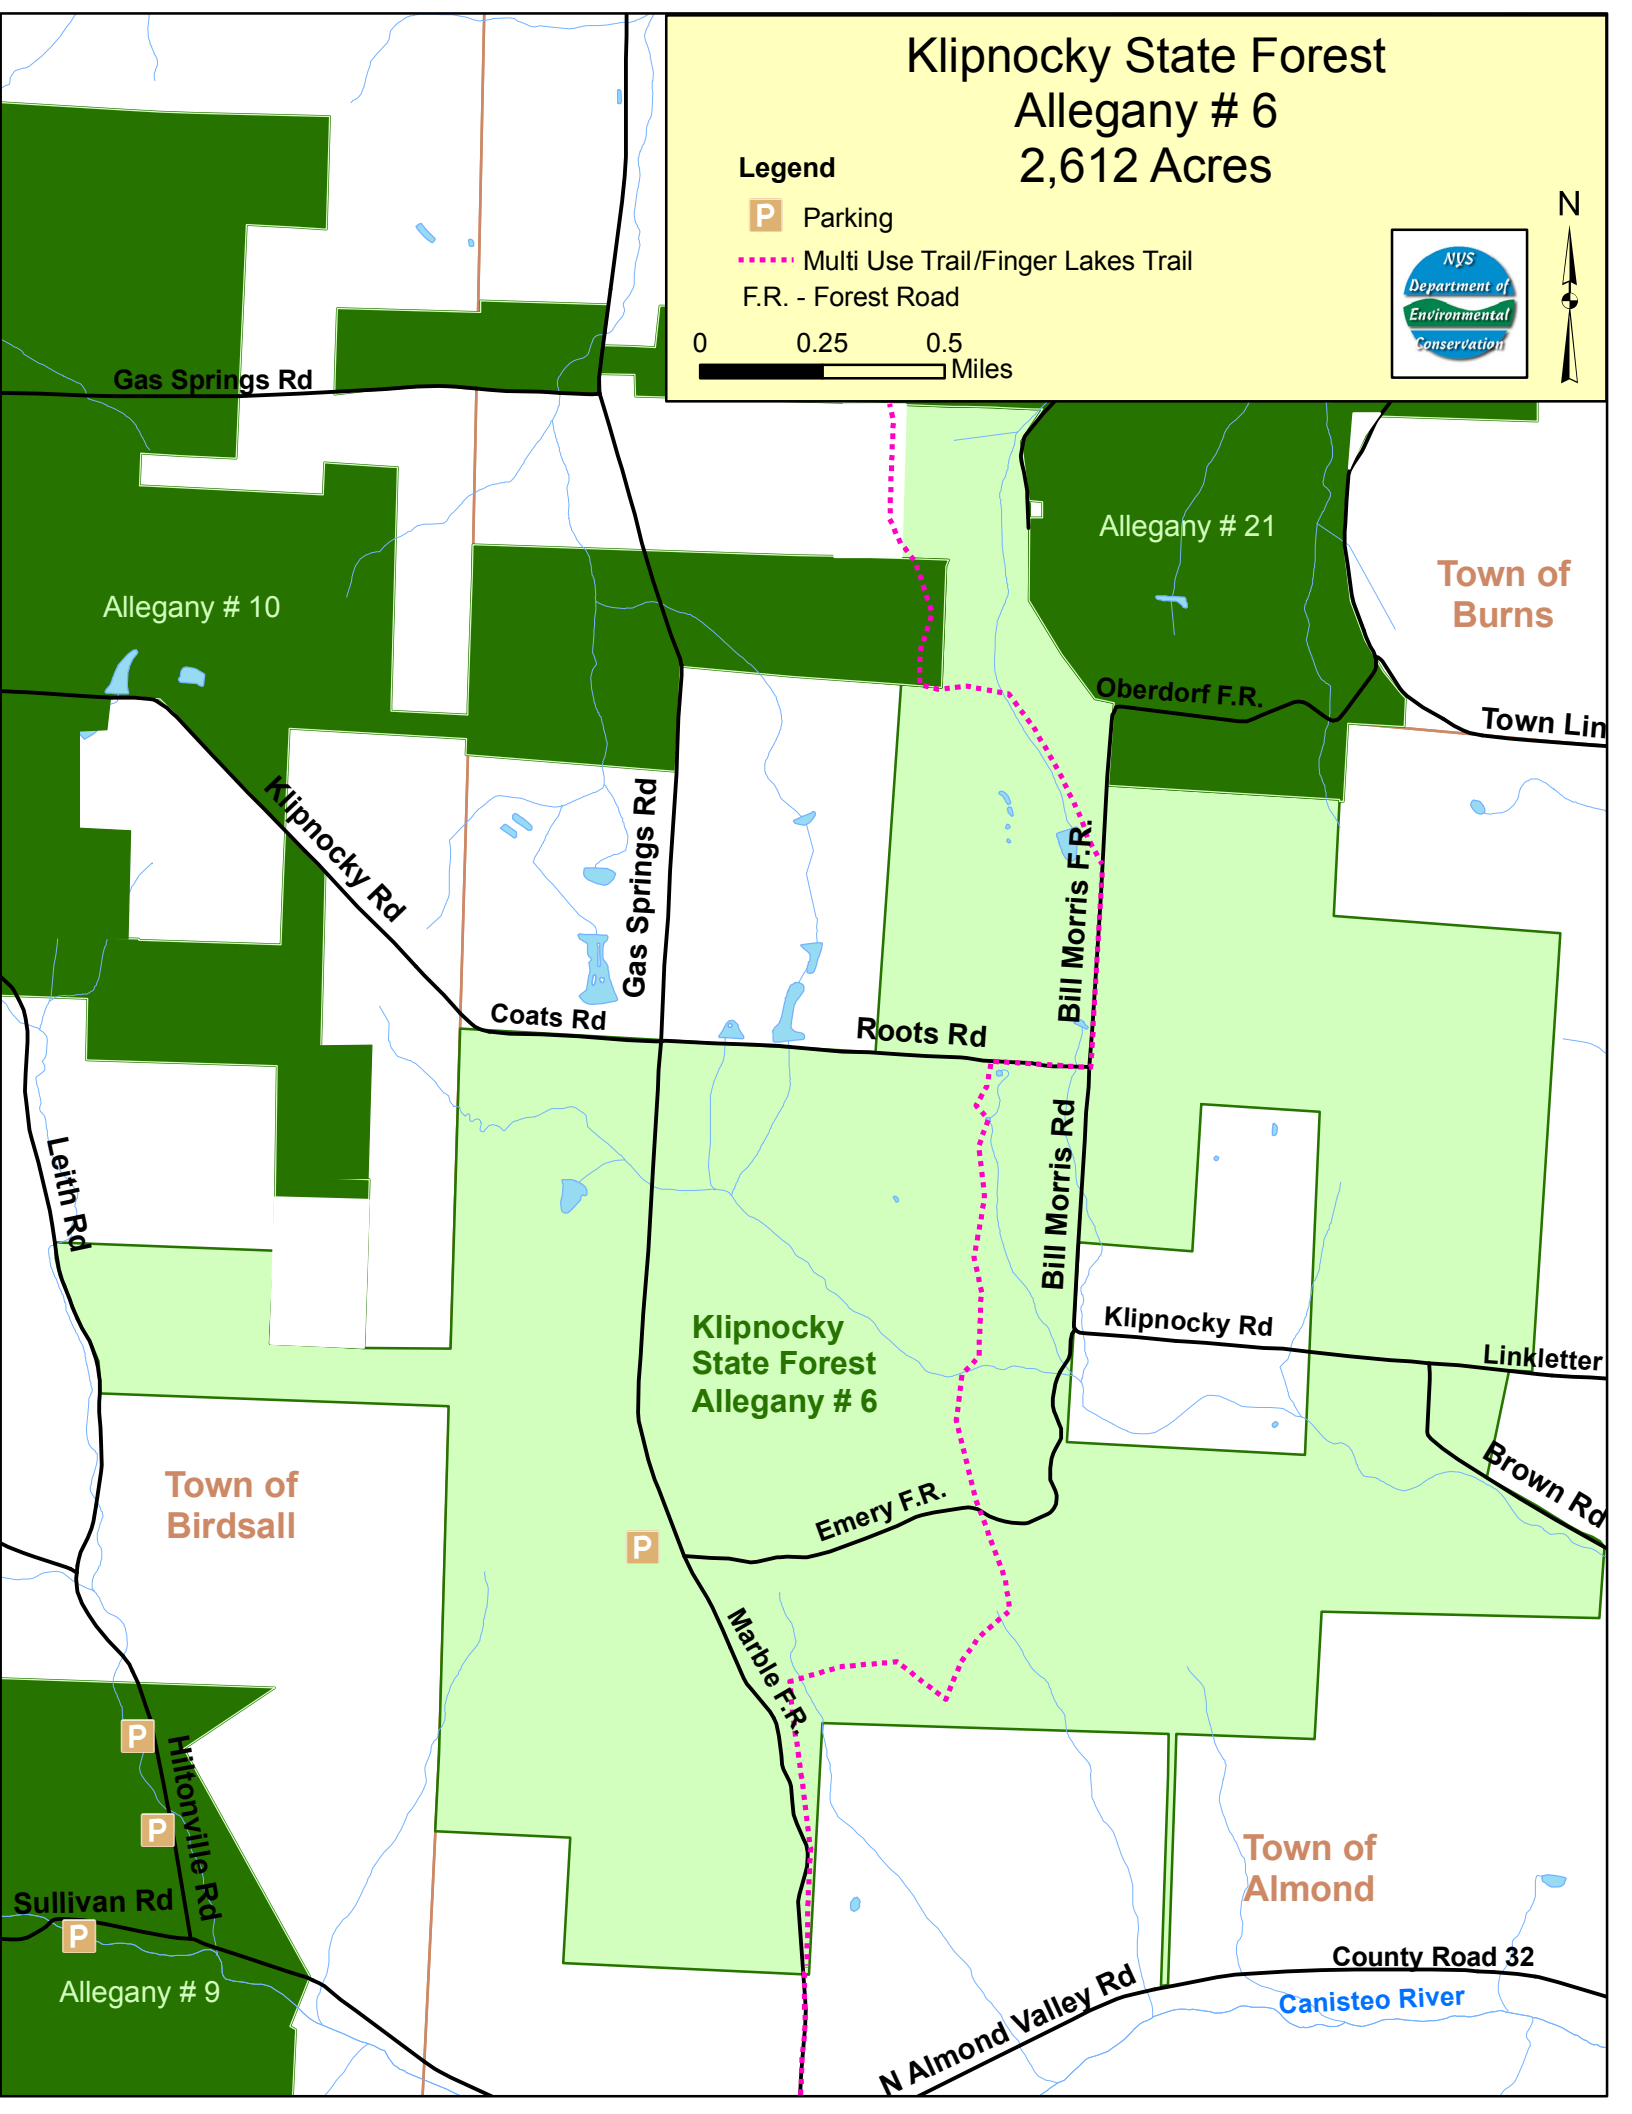 Klipnocky State Forest
Allegany # 6
2,612 Acres
Legend
P Parking
Multi Use Trail/Finger Lakes Trail
F.R. - Forest Road
0 0.25 0.5
Miles
N
NYS
Department of
Environmental
Conservation
Gas Springs Rd
Allegany # 21
Town of
Burns
Allegany # 10
Oberdorf F.R.
Town Lin
Klipnocky Rd
Gas Springs Rd
Bill Morris F.R.
Coats Rd
Roots Rd
Leith Rd
Bill Morris Rd
Klipnocky Rd
Linkletter
Klipnocky
State Forest
Allegany # 6
Brown Rd
Town of
Birdsall
Emery F.R.
P
Marble F.R.
P
Hiltonville Rd
P
Town of
Almond
Sullivan Rd
P
County Road 32
Allegany # 9
N Almond Valley Rd
Canisteo River